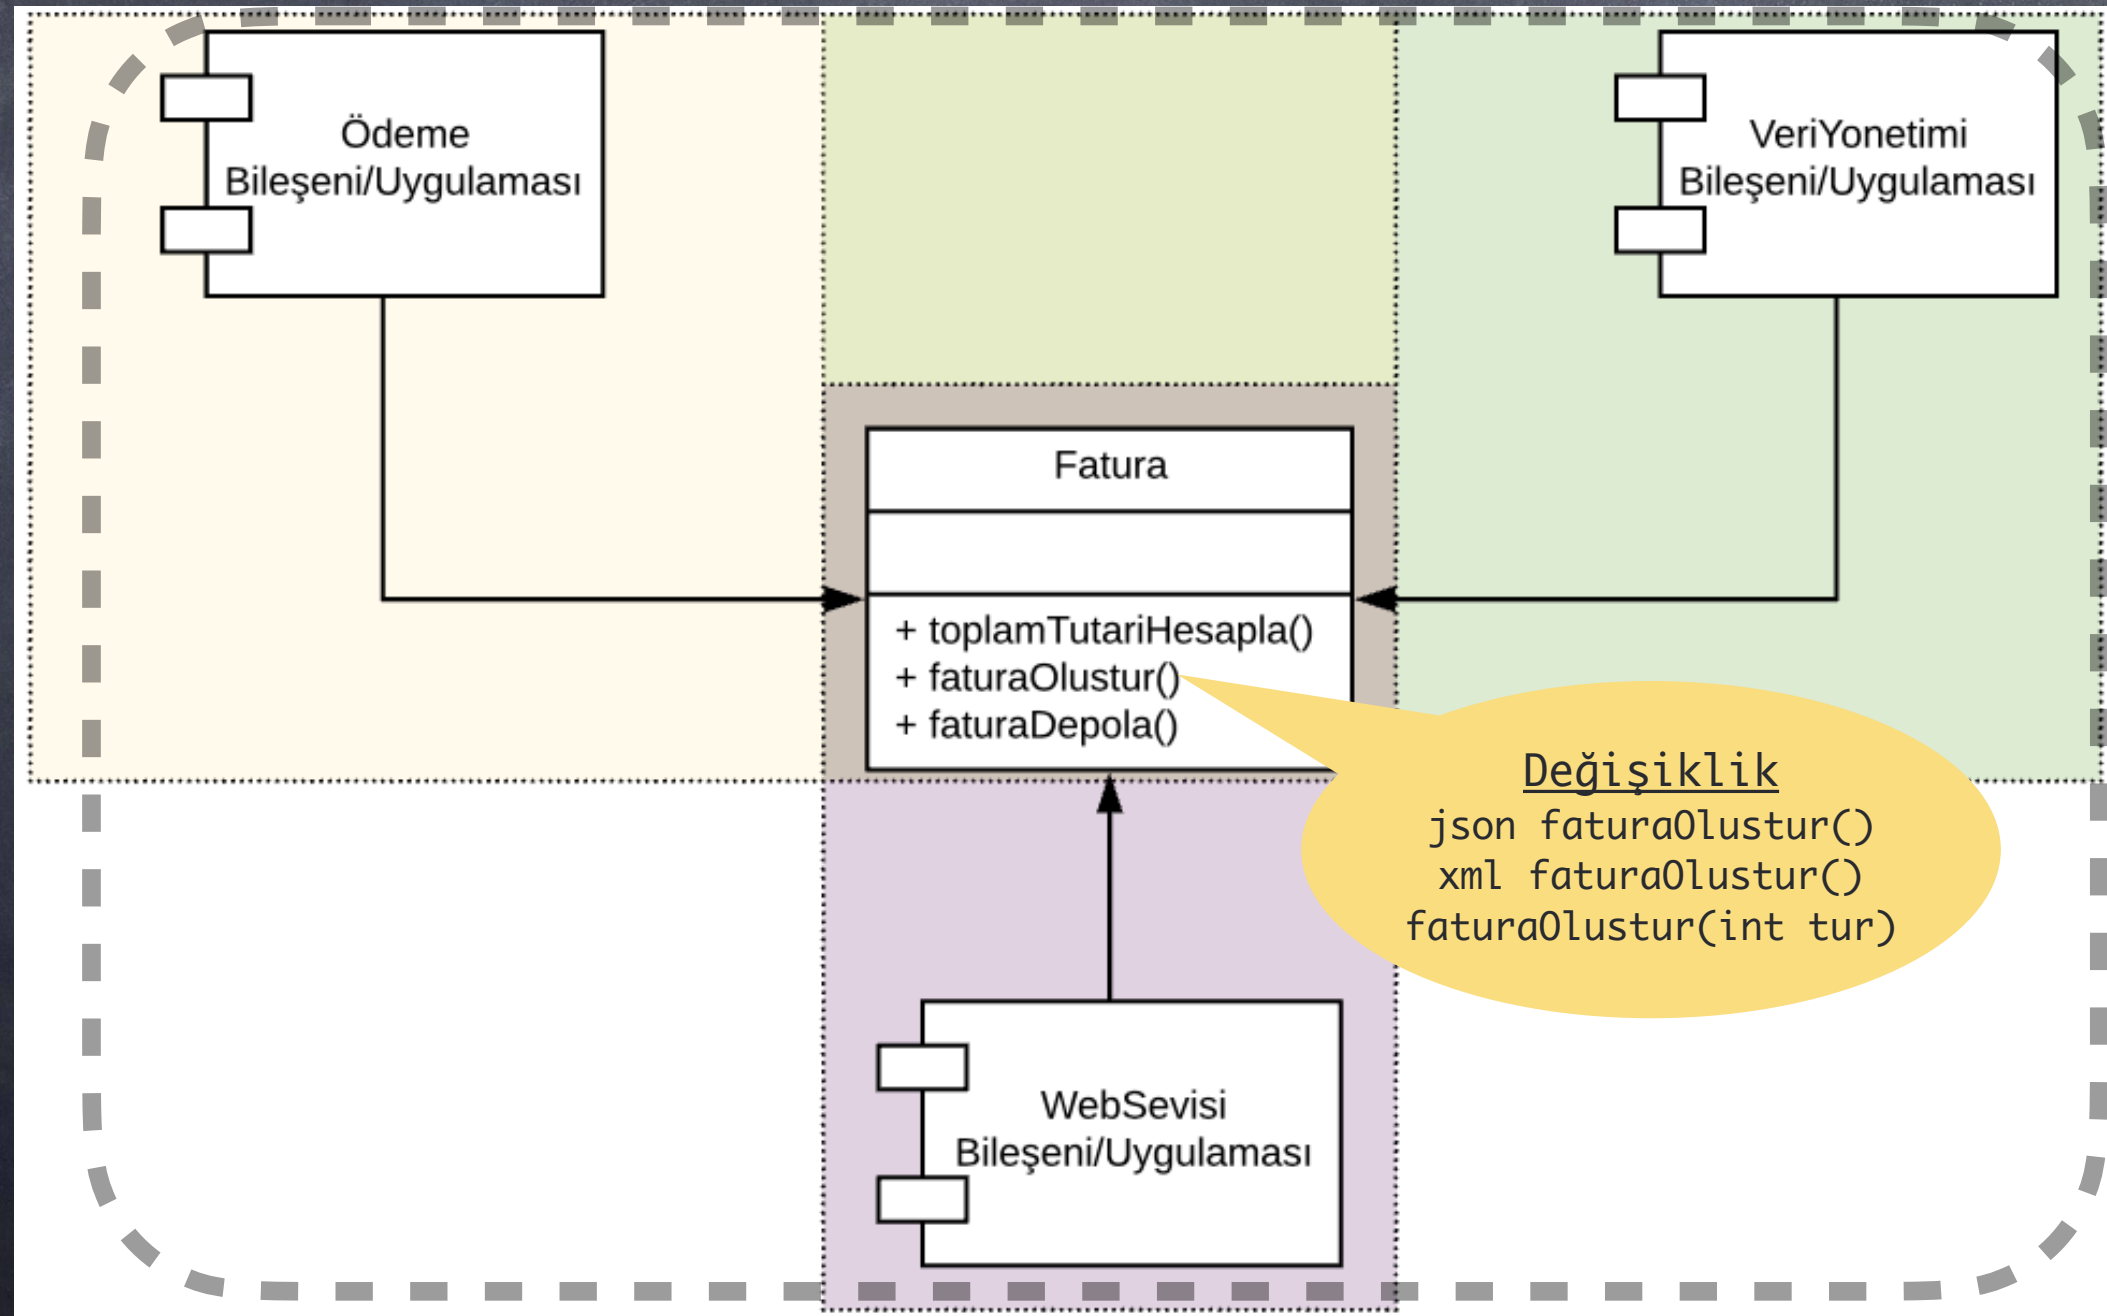 Ödeme
Bileşeni/Uygulaması
VeriYonetimi
Bileşeni/Uygulaması
Fatura
+ toplamTutariHesapla()
+ faturaOlustur()
+ faturaDepola()
Değişiklik
json faturaOlustur()
xml faturaOlustur()
faturaOlustur(int tur)
WebSevisi
Bileşeni/Uygulaması